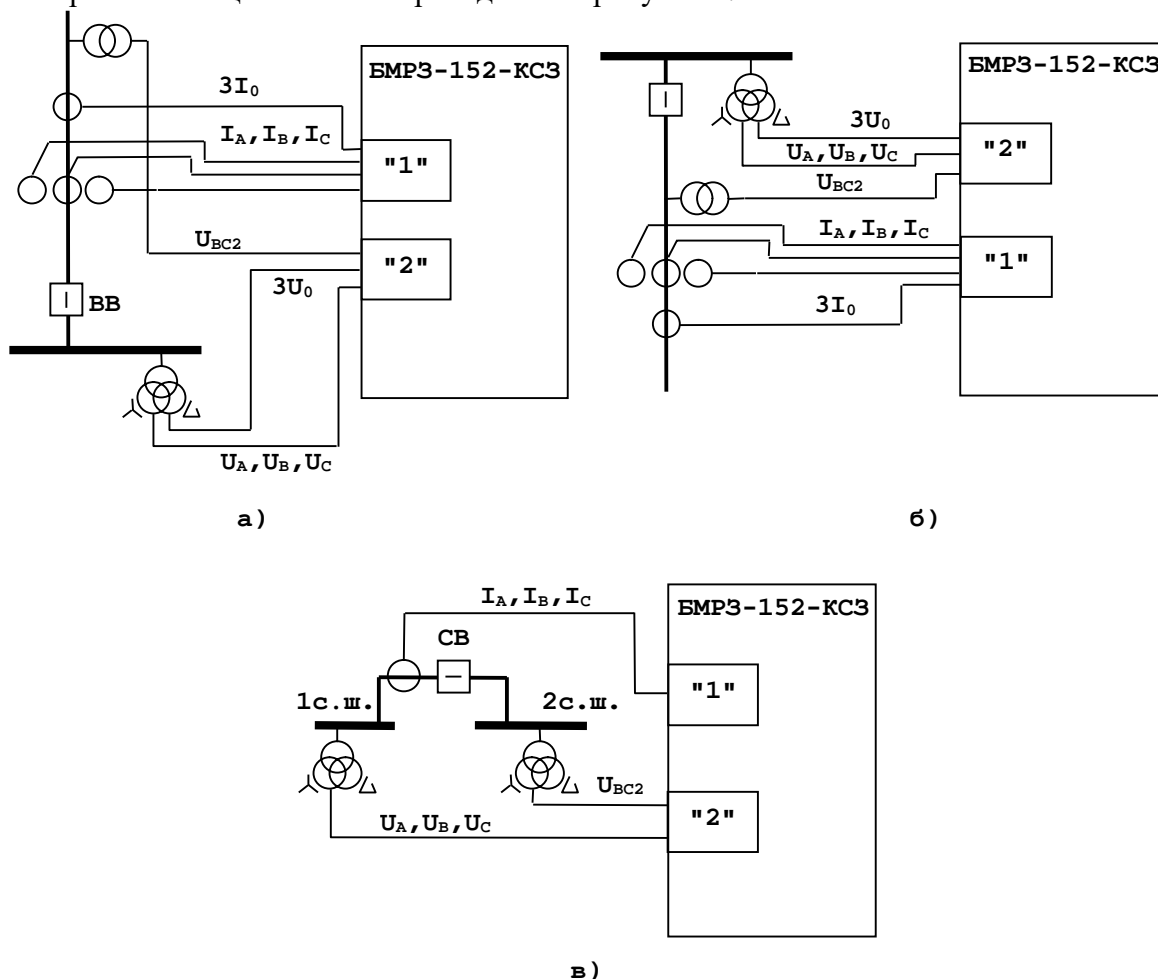 БМРЗ-152-КСЗ
3I0
IA,IB,IC
"1"
UBC2
"2"
3U0
ВВ
UA,UB,UC
а)
БМРЗ-152-КСЗ
3U0
"2"
UA,UB,UC
UBC2
IA,IB,IC
"1"
3I0
б)
IA,IB,IC
БМРЗ-152-КСЗ
СВ
"1"
1с.ш.
2с.ш.
UBC2
"2"
UA,UB,UC
в)